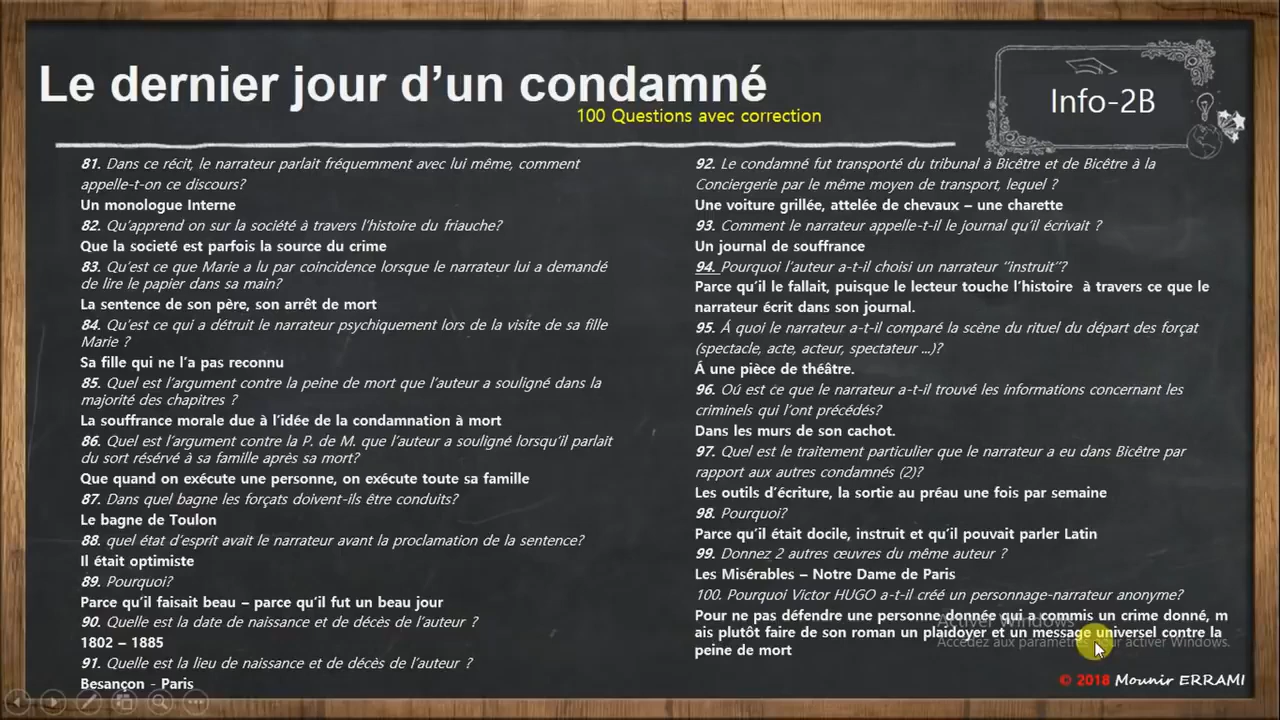 Le dernier jour d’un condamné
100 Questions avec correction
Info-2B
81. Dans ce récit, le narrateur parlait fréquemment avec lui même, comment
appelle-t-on ce discours?
Un monologue Interne
82. Qu’apprend on sur la société à travers l’histoire du friauche?
Que la societé est parfois la source du crime
83. Qu’est ce que Marie a lu par coincidence lorsque le narrateur lui a demandé
de lire le papier dans sa main?
La sentence de son père, son arrêt de mort
84. Qu’est ce qui a détruit le narrateur psychiquement lors de la visite de sa fille
Marie ?
Sa fille qui ne l’a pas reconnu
85. Quel est l’argument contre la peine de mort que l’auteur a souligné dans la
majorité des chapitres ?
La souffrance morale due à l’idée de la condamnation à mort
86. Quel est l’argument contre la P. de M. que l’auteur a souligné lorsqu’il parlait
du sort résérvé à sa famille après sa mort?
Que quand on exécute une personne, on exécute toute sa famille
87. Dans quel bagne les forçats doivent-ils être conduits?
Le bagne de Toulon
88. quel état d’esprit avait le narrateur avant la proclamation de la sentence?
Il était optimiste
89. Pourquoi?
Parce qu’il faisait beau – parce qu’il fut un beau jour
90. Quelle est la date de naissance et de décès de l’auteur ?
1802 – 1885
91. Quelle est la lieu de naissance et de décès de l’auteur ?
Besançon - Paris
92. Le condamné fut transporté du tribunal à Bicêtre et de Bicêtre à la
Conciergerie par le même moyen de transport, lequel ?
Une voiture grillée, attelée de chevaux – une charette
93. Comment le narrateur appelle-t-il le journal qu’il écrivait ?
Un journal de souffrance
94. Pourquoi l’auteur a-t-il choisi un narrateur ‘‘instruit’’?
Parce qu’il le fallait, puisque le lecteur touche l’histoire à travers ce que le
narrateur écrit dans son journal.
95. Á quoi le narrateur a-t-il comparé la scène du rituel du départ des forçat
(spectacle, acte, acteur, spectateur ...)?
Á une pièce de théâtre.
96. Oú est ce que le narrateur a-t-il trouvé les informations concernant les
criminels qui l’ont précédés?
Dans les murs de son cachot.
97. Quel est le traitement particulier que le narrateur a eu dans Bicêtre par
rapport aux autres condamnés (2)?
Les outils d’écriture, la sortie au préau une fois par semaine
98. Pourquoi?
Parce qu’il était docile, instruit et qu’il pouvait parler Latin
99. Donnez 2 autres œuvres du même auteur ?
Les Misérables – Notre Dame de Paris
100. Pourquoi Victor HUGO a-t-il créé un personnage-narrateur anonyme?
Pour ne pas défendre une personne donnée qui a commis un crime donné, m
ais plutôt faire de son roman un plaidoyer et un message universel contre la
peine de mort
Activer Windows
Accédez aux paramètres pour activer Windows.
© 2018 Mounir ERRAMI